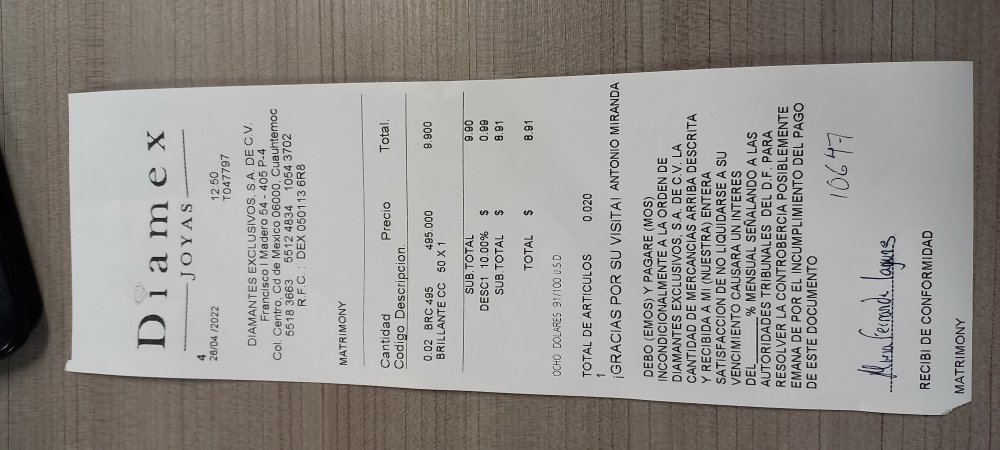 Diamex
JOYAS
4
26/04 /2022 12:50
T047797
DIAMANTES EXCLUSIVOS, S.A. DE C.V.
Francisco I Madero 54 - 405 P-4
Col. Centro, Cd de Mexico 06000, Cuauhtemoc
5518 3663 5512 4834 1054 3702
R.F.C. : DEX 050113 6R8
MATRIMONY
Cantidad Precio Total.
Codigo Descripcion.
0.02 BRC495 495.000 9.900
BRILLANTE CC 50 X 1
SUB.TOTAL 9.90
DESC1 10.00% $ 0.99
SUB.TOTAL $ 8.91
TOTAL $ 8.91
OCHO DOLARES 91/100 U.S.D.
TOTAL DE ARTICULOS 0.020
1
¡GRACIAS POR SU VISITA! ANTONIO MIRANDA
DEBO (EMOS) Y PAGARE (MOS)
INCONDICIONALMENTE A LA ORDEN DE
DIAMANTES EXCLUSIVOS, S.A. DE C.V. LA
CANTIDAD DE MERCANCIAS ARRIBA DESCRITA
Y RECIBIDA A MI (NUESTRA) ENTERA
SATISFACCION DE NO LIQUIDARSE A SU
VENCIMIENTO CAUSARA UN INTERES
DEL______% MENSUAL SEÑALANDO A LAS
AUTORIDADES TRIBUNALES DEL D.F. PARA
RESOLVER LA CONTROBERCIA POSIBLEMENTE
EMANA DE POR EL INCUMPLIMIENTO DEL PAGO
DE ESTE DOCUMENTO
10647
Fernanda
RECIBI DE CONFORMIDAD
MATRIMONY